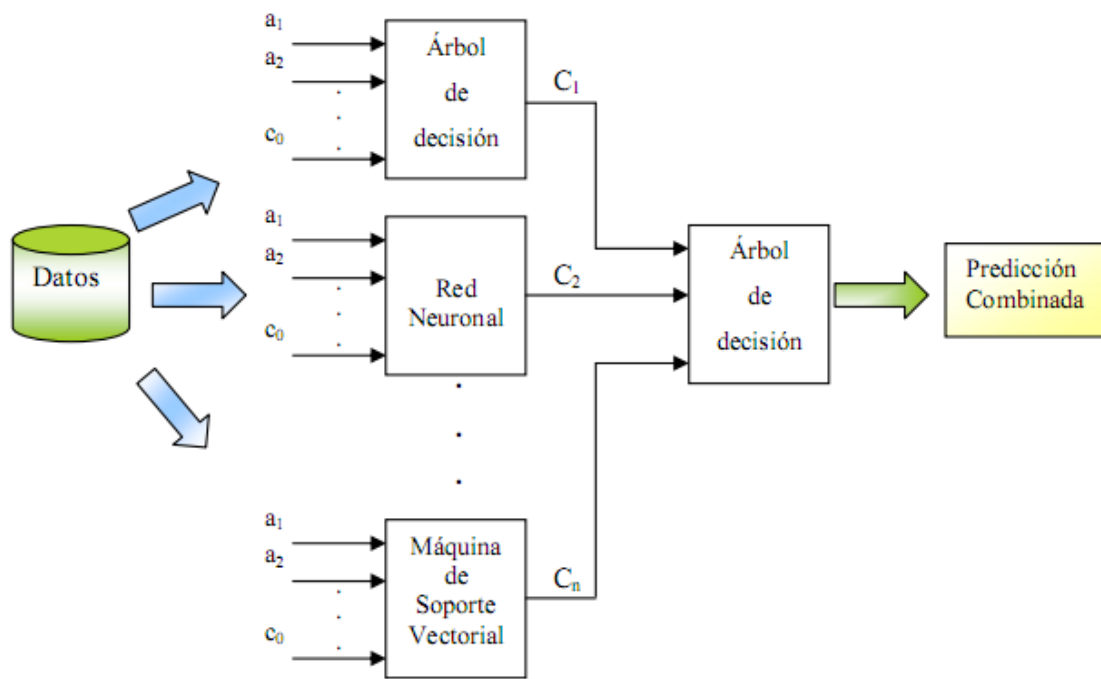 Datos
a₁
a₂
c₀
Árbol
de
decisión
C₁
a₁
a₂
c₀
Red
Neuronal
C₂
a₁
a₂
c₀
Máquina
de
Soporte
Vectorial
Cₙ
Árbol
de
decisión
Predicción
Combinada